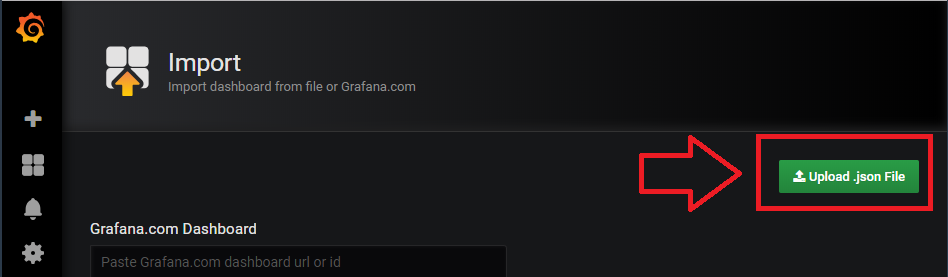 Import
Import dashboard from file or Grafana.com
Upload .json File
Grafana.com Dashboard
Paste Grafana.com dashboard url or id